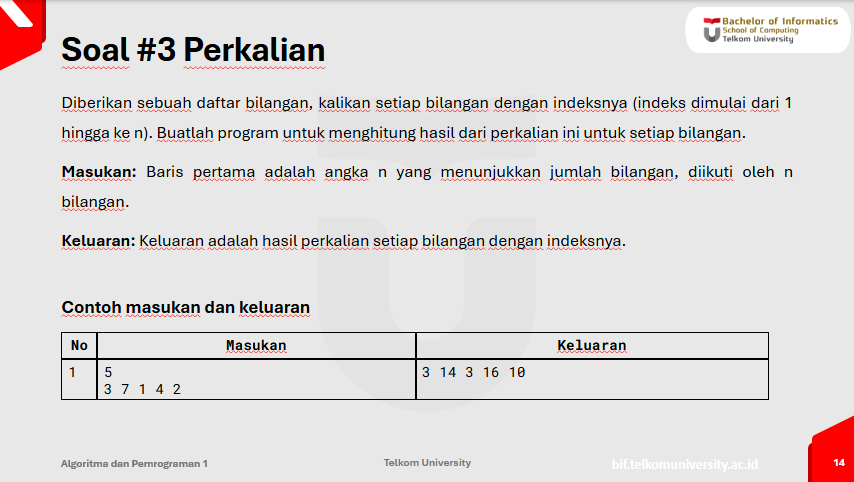 Bachelor of Informatics
School of Computing
Telkom University
Soal #3 Perkalian
Diberikan sebuah daftar bilangan, kalikan setiap bilangan dengan indeksnya (indeks dimulai dari 1
hingga ke n). Buatlah program untuk menghitung hasil dari perkalian ini untuk setiap bilangan.
Masukan: Baris pertama adalah angka n yang menunjukkan jumlah bilangan, diikuti oleh n
bilangan.
Keluaran: Keluaran adalah hasil perkalian setiap bilangan dengan indeksnya.
Contoh masukan dan keluaran
No Masukan Keluaran
1 5 3 14 3 16 10
3 7 1 4 2
Algoritma dan Pemrograman 1 Telkom University bif.telkomuniversity.ac.id 14